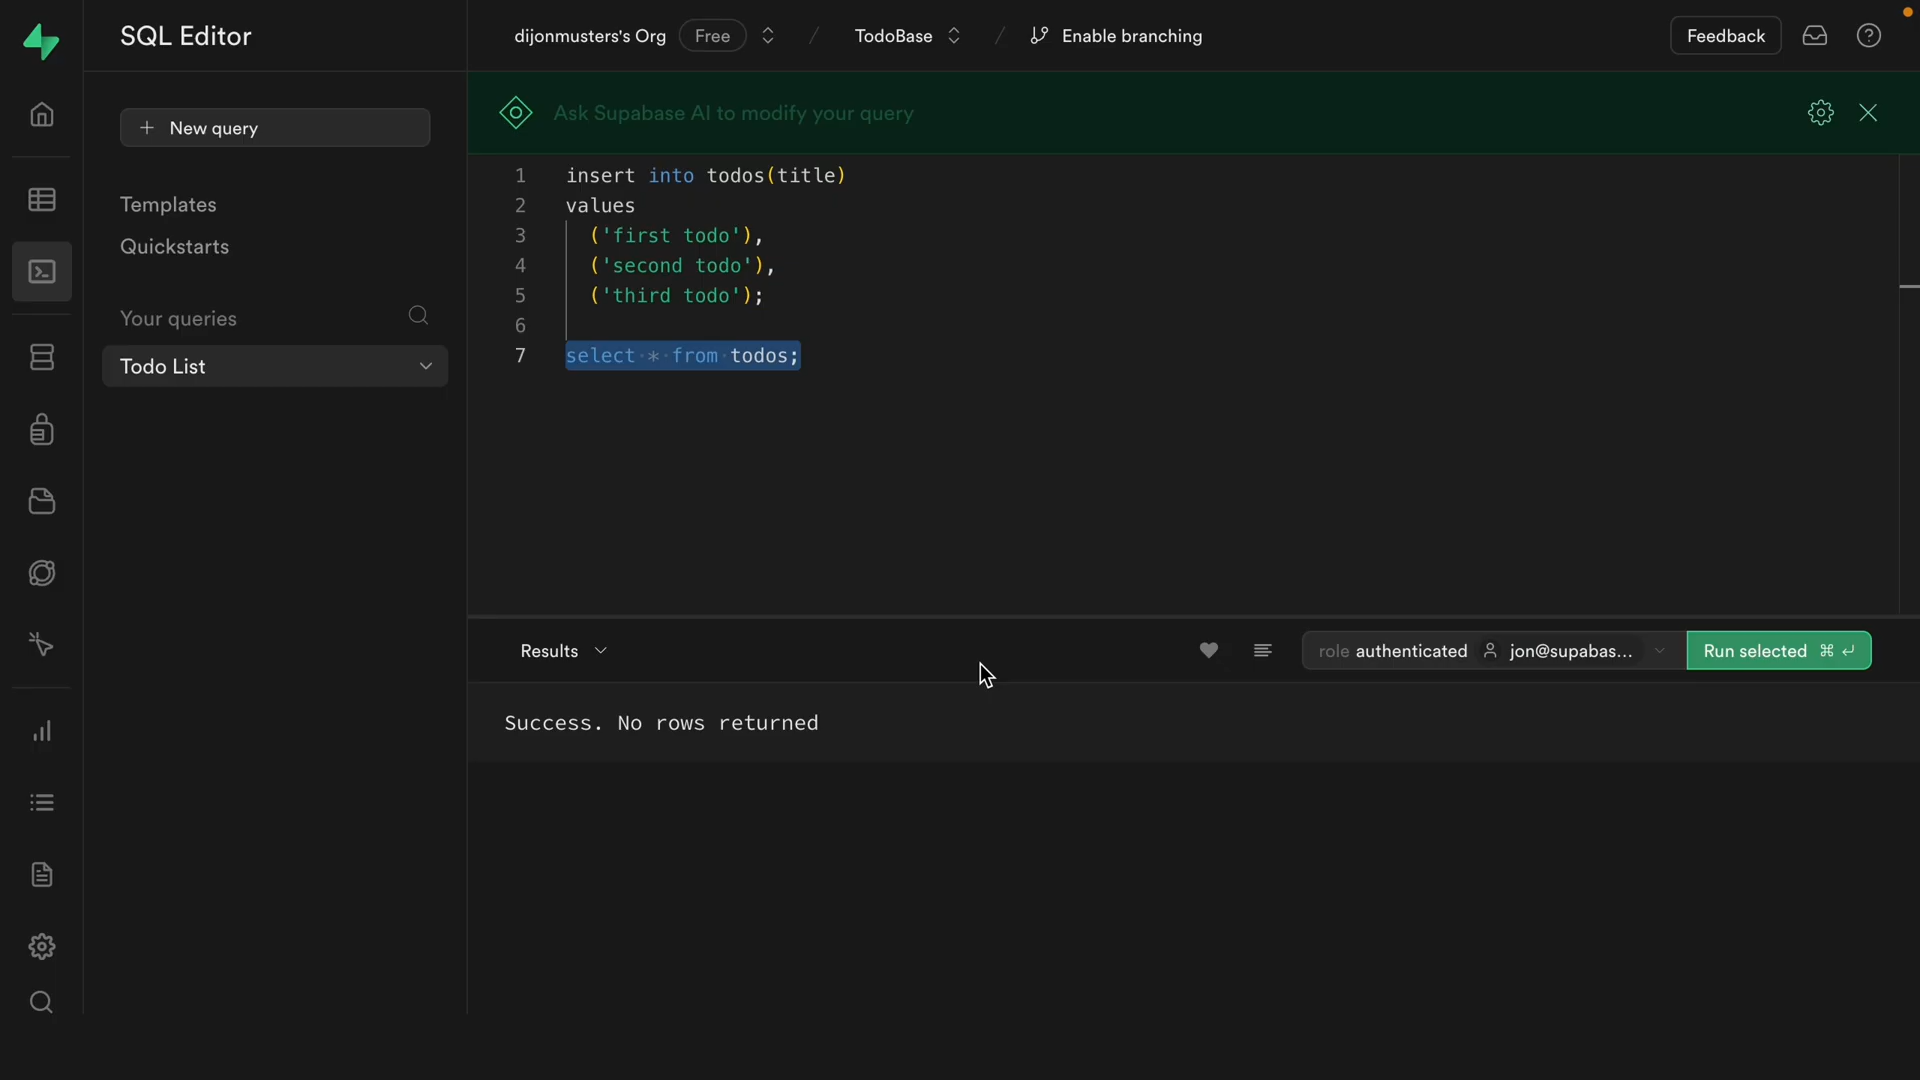 SQL Editor
dijonmusters's Org Free / TodoBase / Enable branching
Feedback
New query
Templates
Quickstarts
Your queries
Todo List
Ask Supabase AI to modify your query
1 insert into todos(title)
2 values
3 ('first todo'),
4 ('second todo'),
5 ('third todo');
6
7 select * from todos;
Results
role authenticated jon@supabas...
Run selected ⌘ ↵
Success. No rows returned